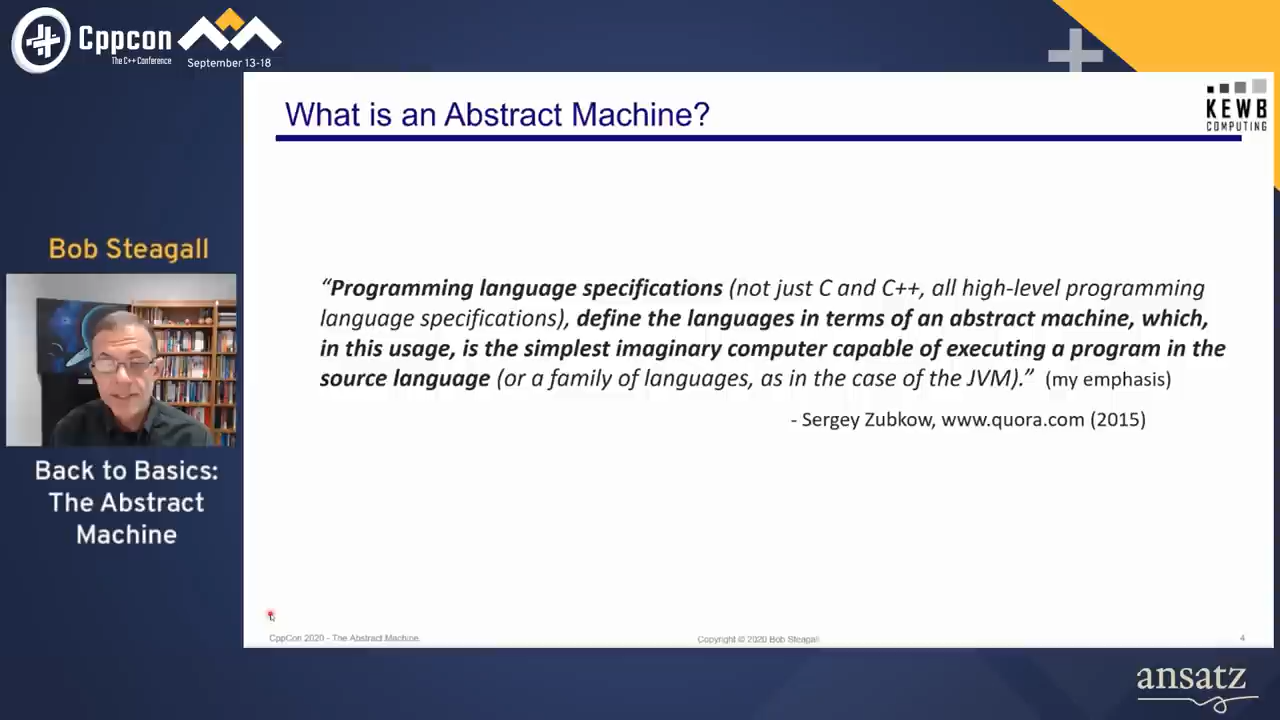 Cppcon
The C++ Conference
September 13-18
What is an Abstract Machine?
KEWB
COMPUTING
Bob Steagall
“Programming language specifications (not just C and C++, all high-level programming
language specifications), define the languages in terms of an abstract machine, which,
in this usage, is the simplest imaginary computer capable of executing a program in the
source language (or a family of languages, as in the case of the JVM).” (my emphasis)
- Sergey Zubkow, www.quora.com (2015)
Back to Basics:
The Abstract
Machine
CppCon 2020 - The Abstract Machine.
Copyright © 2020 Bob Steagall
4
ansatz